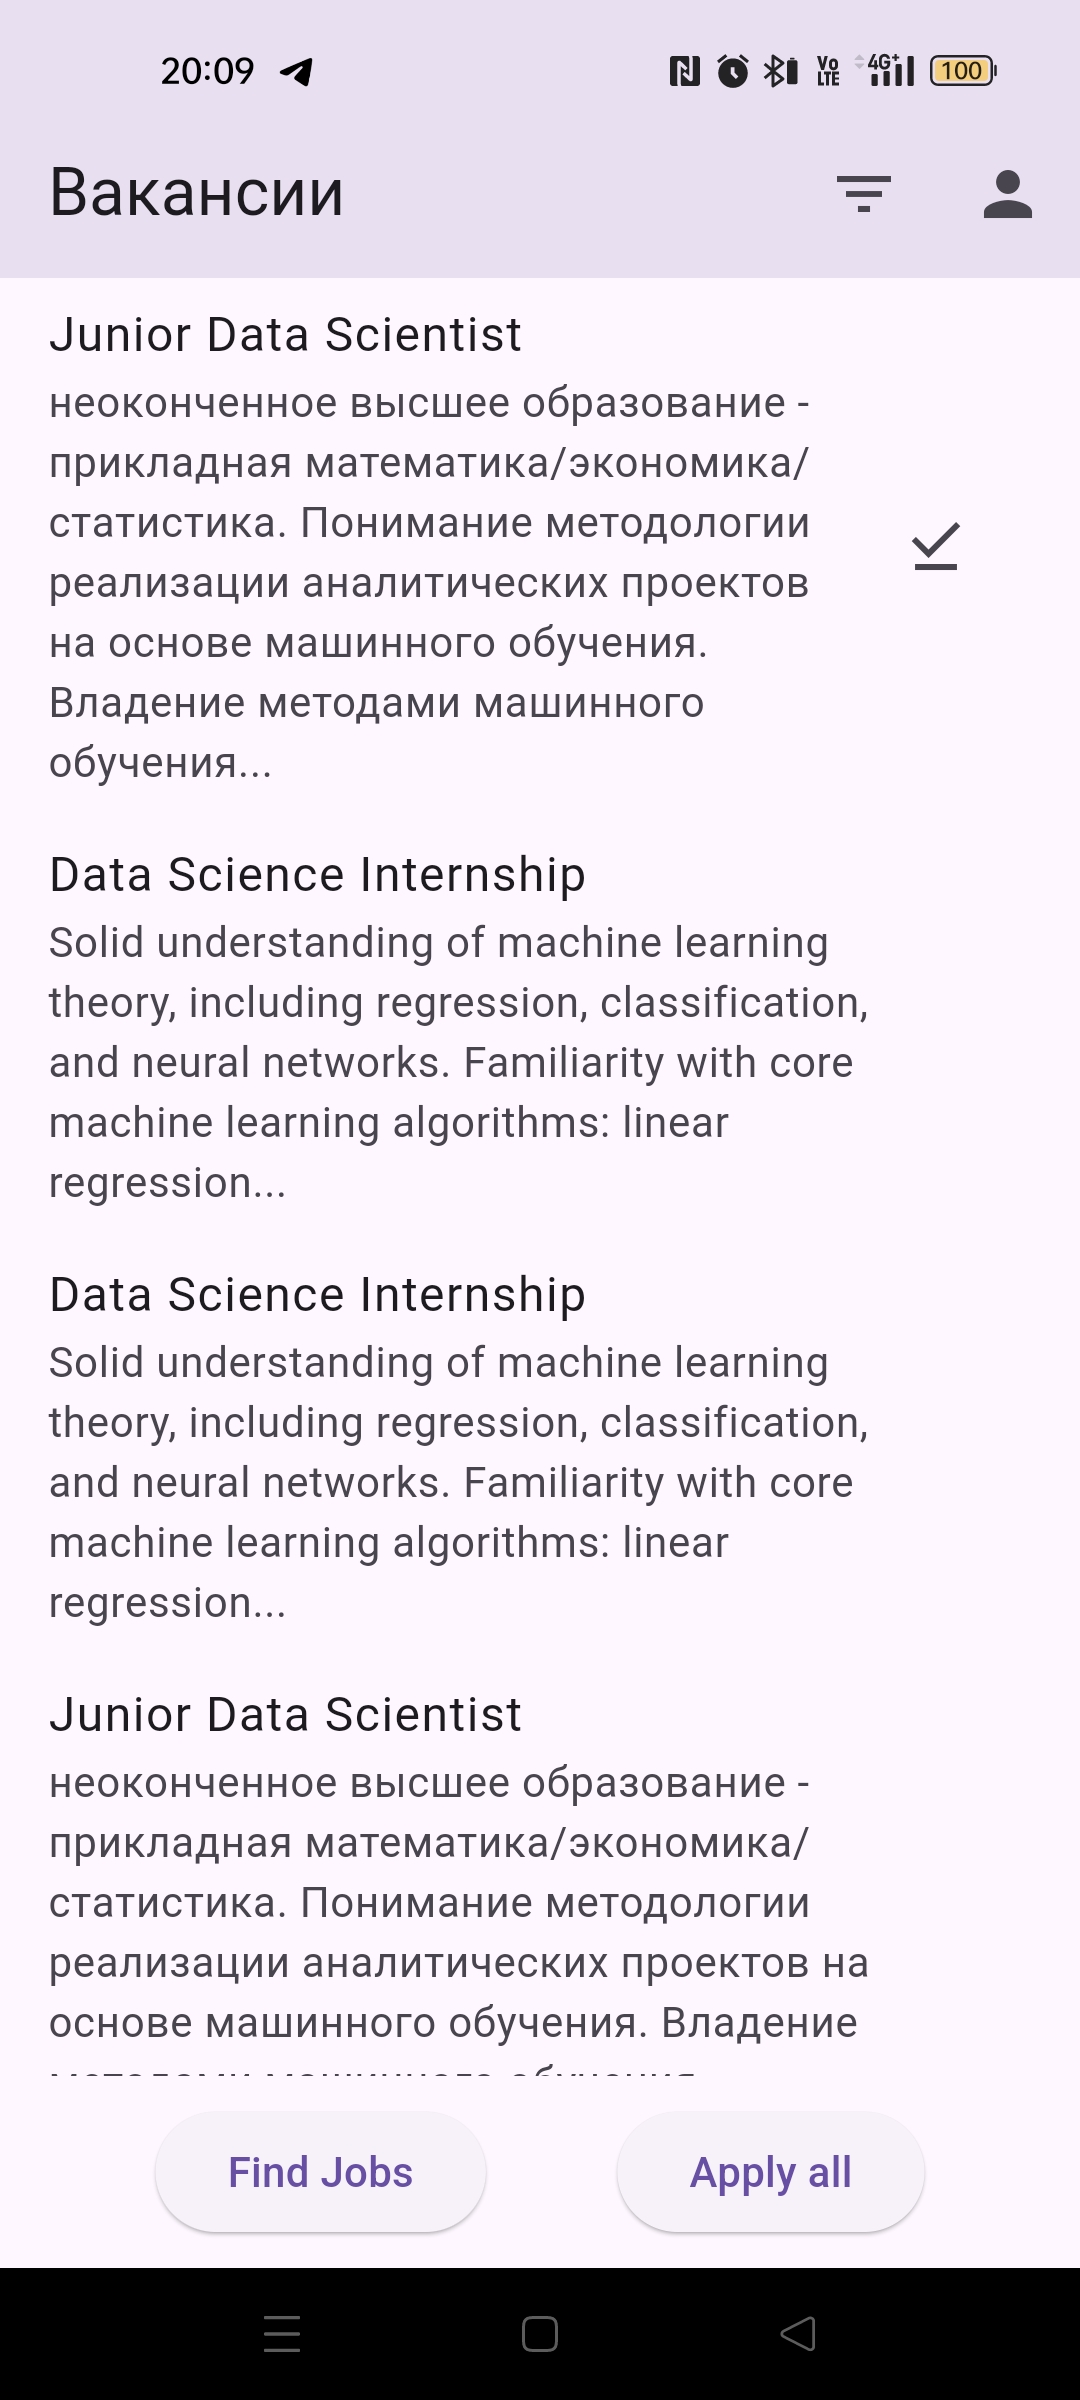 20:09
Vo LTE 4G+ 100
Вакансии
Junior Data Scientist
неоконченное высшее образование -
прикладная математика/экономика/
статистика. Понимание методологии
реализации аналитических проектов
на основе машинного обучения.
Владение методами машинного
обучения...
Data Science Internship
Solid understanding of machine learning
theory, including regression, classification,
and neural networks. Familiarity with core
machine learning algorithms: linear
regression...
Data Science Internship
Solid understanding of machine learning
theory, including regression, classification,
and neural networks. Familiarity with core
machine learning algorithms: linear
regression...
Junior Data Scientist
неоконченное высшее образование -
прикладная математика/экономика/
статистика. Понимание методологии
реализации аналитических проектов на
основе машинного обучения. Владение
Find Jobs
Apply all